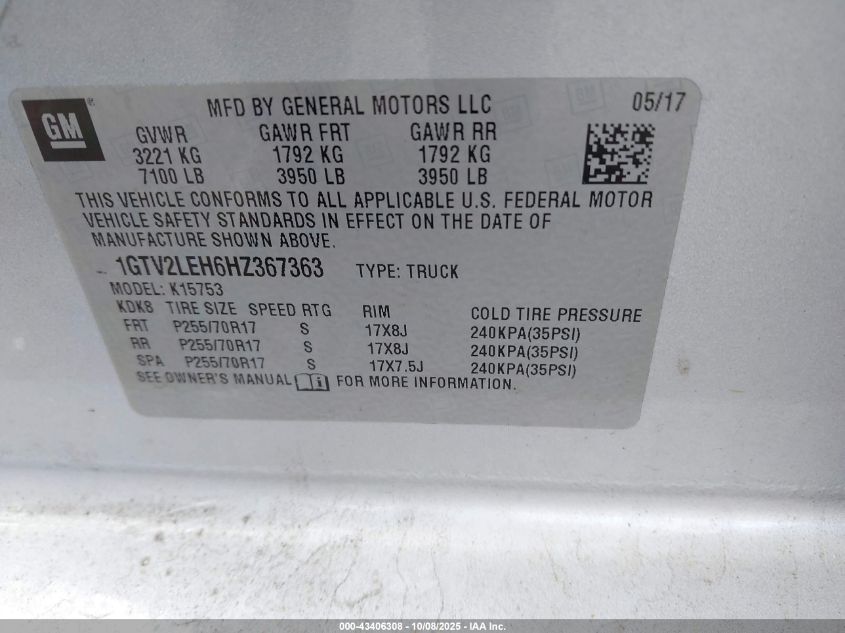 GM
MFD BY GENERAL MOTORS LLC 05/17
GVWR GAWR FRT GAWR RR
3221 KG 1792 KG 1792 KG
7100 LB 3950 LB 3950 LB
THIS VEHICLE CONFORMS TO ALL APPLICABLE U.S. FEDERAL MOTOR
VEHICLE SAFETY STANDARDS IN EFFECT ON THE DATE OF
MANUFACTURE SHOWN ABOVE.
1GTV2LEH6HZ367363 TYPE: TRUCK
MODEL: K15753
KDK8 TIRE SIZE SPEED RTG RIM COLD TIRE PRESSURE
FRT P255/70R17 S 17X8J 240KPA(35PSI)
RR P255/70R17 S 17X8J 240KPA(35PSI)
SPA P255/70R17 S 17X7.5J 240KPA(35PSI)
SEE OWNER'S MANUAL FOR MORE INFORMATION.
000-43406308 - 10/08/2025 - IAA Inc.